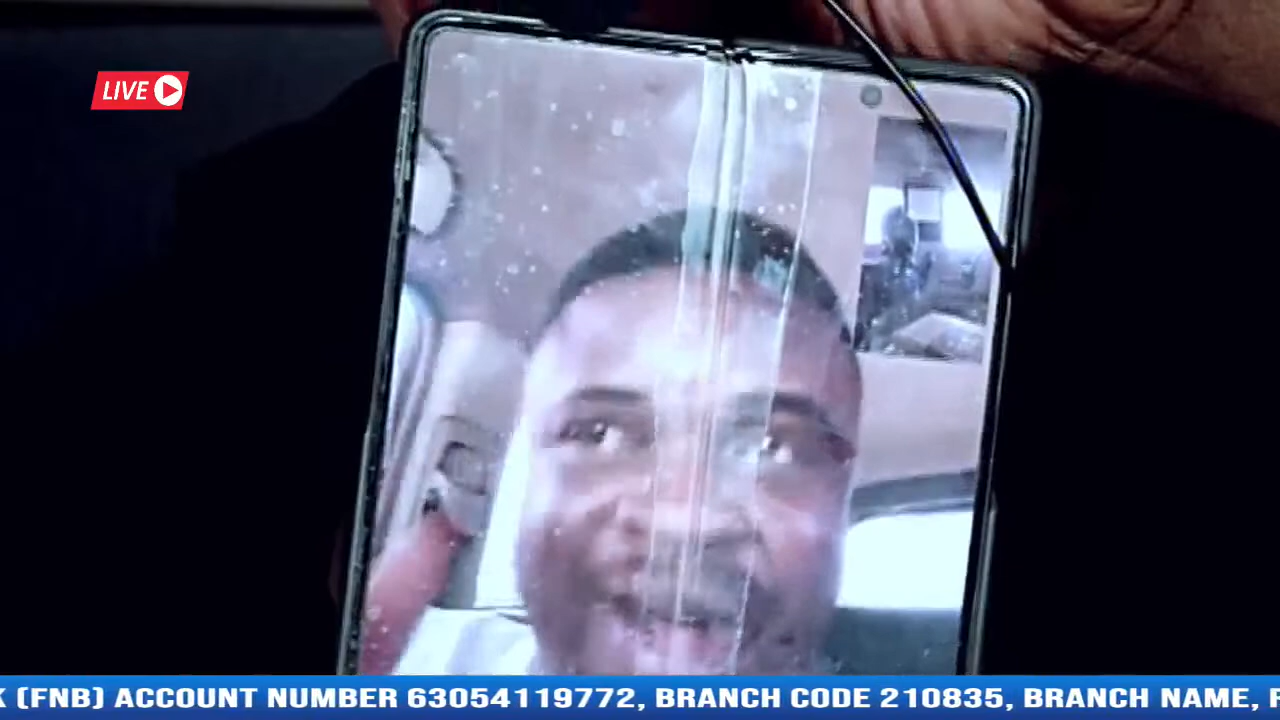 LIVE
K (FNB) ACCOUNT NUMBER 63054119772, BRANCH CODE 210835, BRANCH NAME,